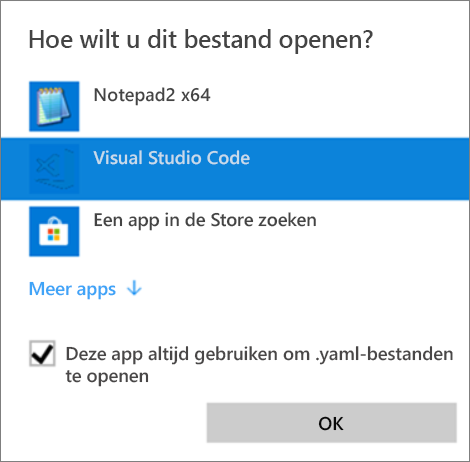 Hoe wilt u dit bestand openen?
Notepad2 x64
Visual Studio Code
Een app in de Store zoeken
Meer apps
Deze app altijd gebruiken om .yaml-bestanden
te openen
OK